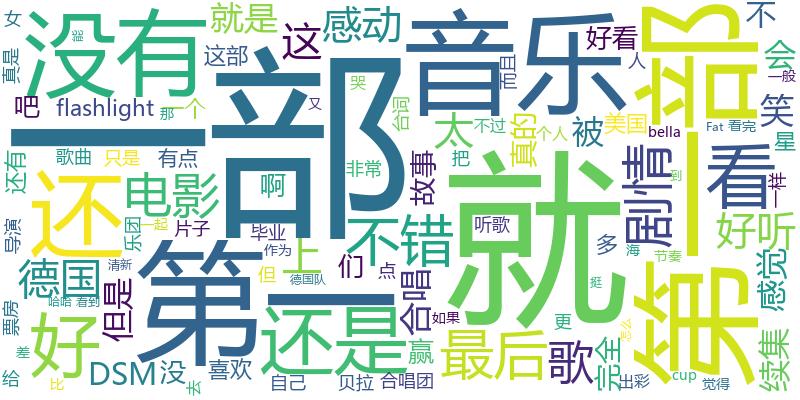 女
没有
就是
感动
音乐
第一部
不
真是
这部
这
好看
会
一部
而且
人
一般
吧
flashlight
那
一个
又
哭
台词
太
不过
真的
个人
被
美国
bella
Fat
看完
笑
星
还有
歌曲
只是
有点
啊
非常
故事
把
就
剧情
看
到
一样
还
电影
导演
乐团
一起
片子
毕业
作为
上
不错
听歌
多
海
好听
节奏
感觉
德国
清新
但
们
点
德国队
合唱
挺
票房
哈哈
看到
但是
第一
还是
如果
更
怎么
好
差
给
DSM
没
去
喜欢
比
自己
赢
贝拉
合唱团
最后
歌
完全
出彩
cup
觉得
续集